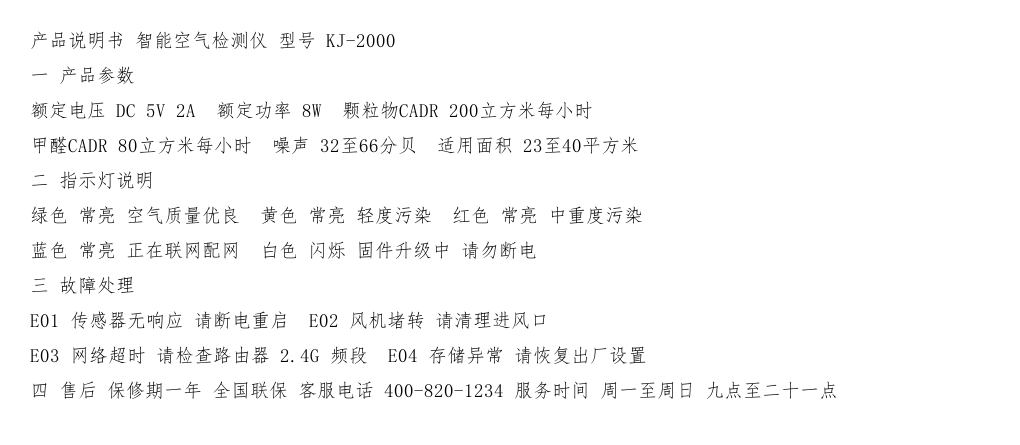 产品说明书 智能空气检测仪 型号 KJ-2000
一 产品参数
额定电压 DC 5V 2A  额定功率 8W  颗粒物CADR 200立方米每小时
甲醛CADR 80立方米每小时  噪声 32至66分贝  适用面积 23至40平方米
二 指示灯说明
绿色 常亮 空气质量优良  黄色 常亮 轻度污染  红色 常亮 中重度污染
蓝色 常亮 正在联网配网  白色 闪烁 固件升级中 请勿断电
三 故障处理
E01 传感器无响应 请断电重启  E02 风机堵转 请清理进风口
E03 网络超时 请检查路由器 2.4G 频段  E04 存储异常 请恢复出厂设置
四 售后 保修期一年 全国联保 客服电话 400-820-1234 服务时间 周一至周日 九点至二十一点